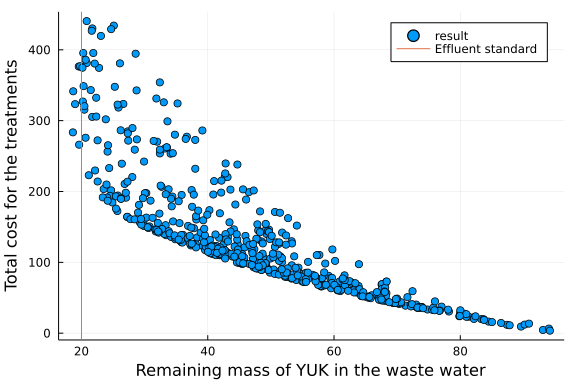 Total cost for the treatments
400
300
200
100
0
result
Effluent standard
20
40
60
80
Remaining mass of YUK in the waste water